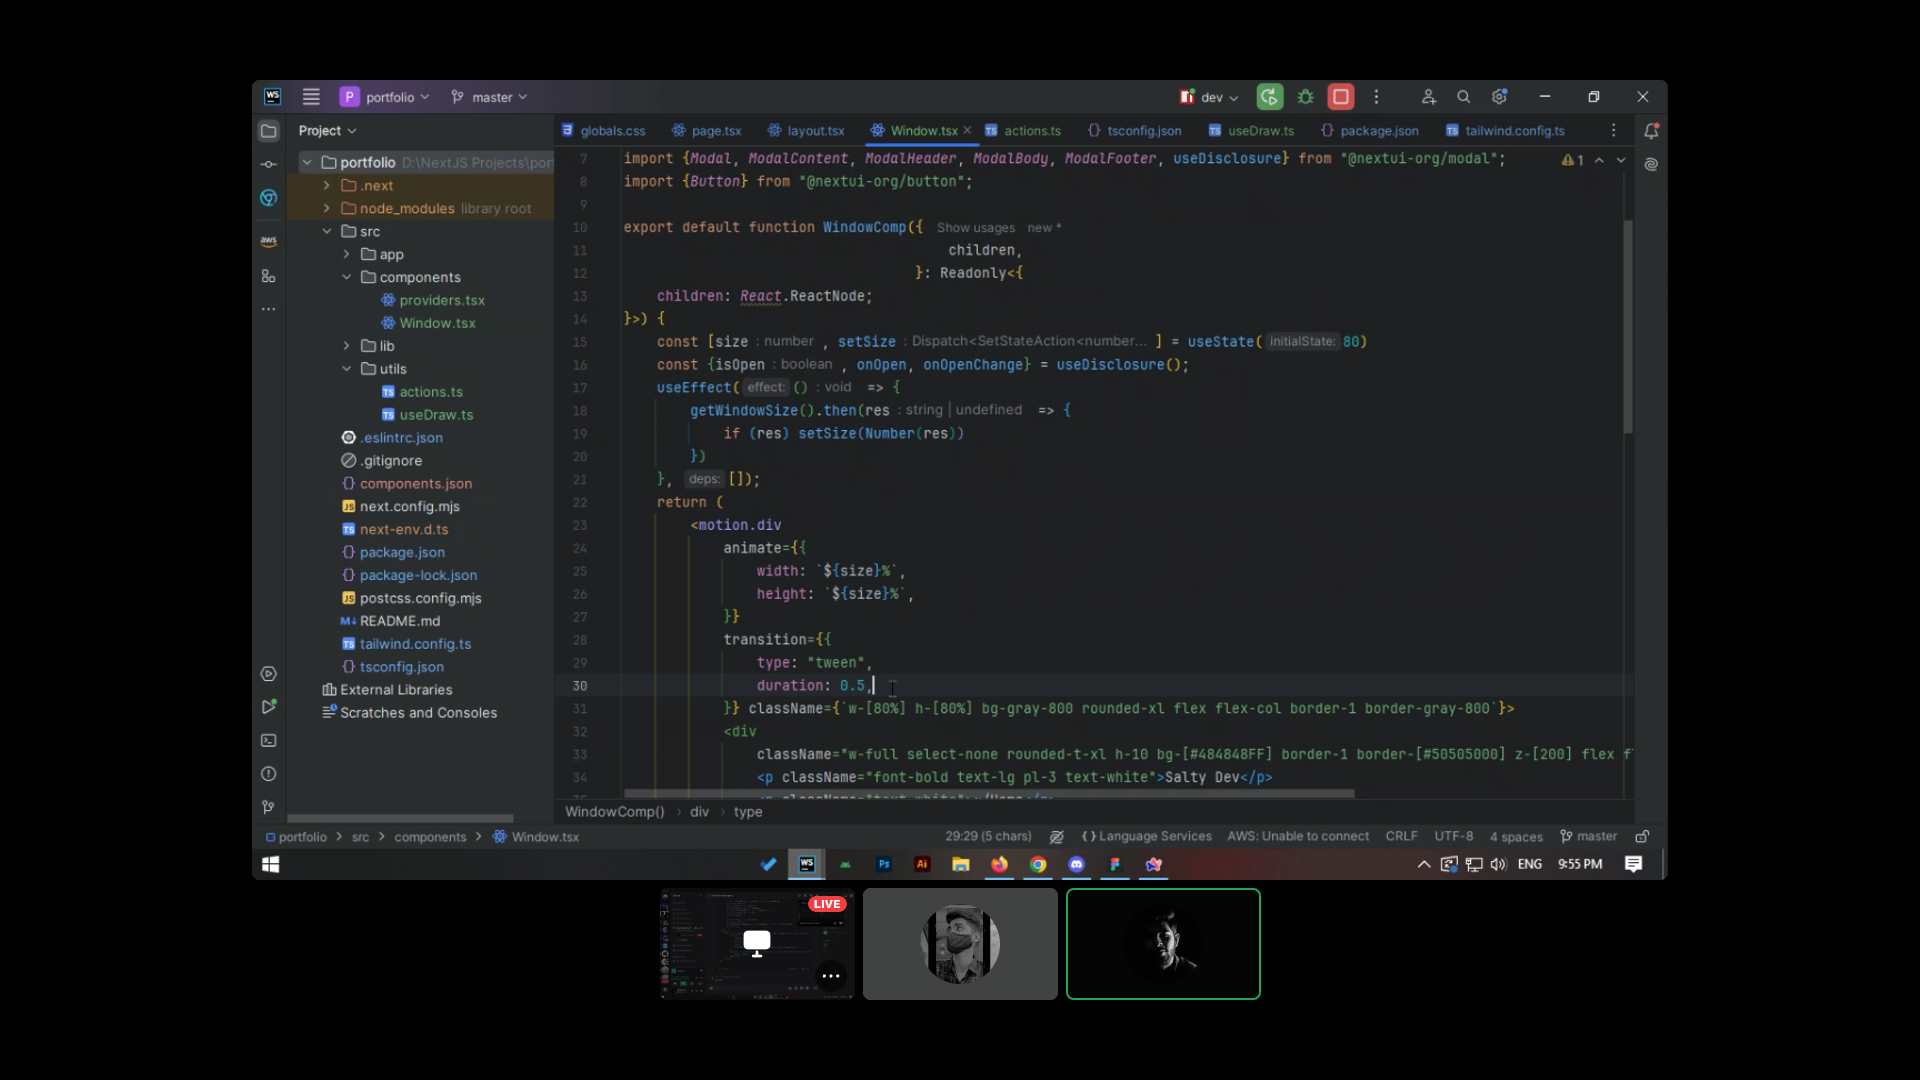 WS P portfolio master dev
Project
portfolio D:\NextJS Projects\por
.next
node_modules library root
src
app
components
providers.tsx
Window.tsx
lib
utils
actions.ts
useDraw.ts
.eslintrc.json
.gitignore
components.json
next.config.mjs
next-env.d.ts
package.json
package-lock.json
postcss.config.mjs
README.md
tailwind.config.ts
tsconfig.json
External Libraries
Scratches and Consoles
aws
globals.css page.tsx layout.tsx Window.tsx actions.ts tsconfig.json useDraw.ts package.json tailwind.config.ts
7 import {Modal, ModalContent, ModalHeader, ModalBody, ModalFooter, useDisclosure} from "@nextui-org/modal"; 1
8 import {Button} from "@nextui-org/button";
9
10 export default function WindowComp({ Show usages new *
11 children,
12 }: Readonly<{
13 children: React.ReactNode;
14 }>) {
15 const [size : number , setSize : Dispatch<SetStateAction<number... ] = useState( initialState: 80)
16 const {isOpen : boolean , onOpen, onOpenChange} = useDisclosure();
17 useEffect( effect: () : void => {
18 getWindowSize().then(res : string | undefined => {
19 if (res) setSize(Number(res))
20 })
21 }, deps: []);
22 return (
23 <motion.div
24 animate={{
25 width: `${size}%`,
26 height: `${size}%`,
27 }}
28 transition={{
29 type: "tween",
30 duration: 0.5,
31 }} className={`w-[80%] h-[80%] bg-gray-800 rounded-xl flex flex-col border-1 border-gray-800`}>
32 <div
33 className="w-full select-none rounded-t-xl h-10 bg-[#484848FF] border-1 border-[#50505000] z-[200] flex f
34 <p className="font-bold text-lg pl-3 text-white">Salty Dev</p>
WindowComp() div type
portfolio src components Window.tsx 29:29 (5 chars) Language Services AWS: Unable to connect CRLF UTF-8 4 spaces master
WS Ps Ai ENG 9:55 PM
LIVE